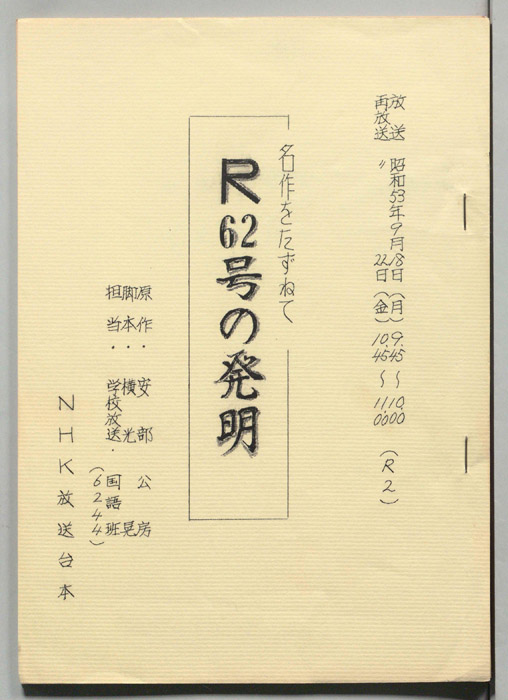 放送 昭和53年9月18日(月) 9.45〜10.00
再放送 〃 22日(金) 10.45〜11.00
(R2)
名作をたずねて
R62号の発明
原作・安部公房
脚本・横光晃
担当・学校放送・国語班
(6244)
NHK放送台本